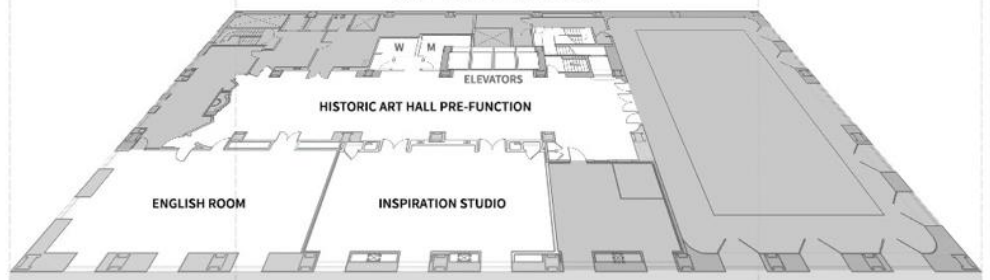 W M
ELEVATORS
HISTORIC ART HALL PRE-FUNCTION
ENGLISH ROOM
INSPIRATION STUDIO